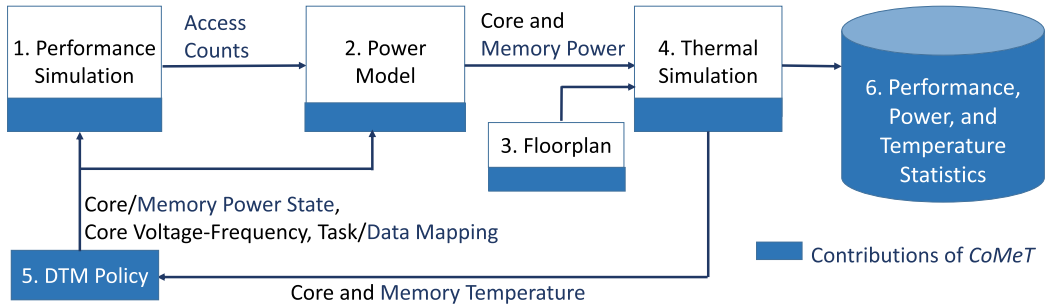 1. Performance
Simulation
Access
Counts
2. Power
Model
Core and
Memory Power
4. Thermal
Simulation
6. Performance,
Power, and
Temperature
Statistics
3. Floorplan
Core/Memory Power State,
Core Voltage-Frequency, Task/Data Mapping
5. DTM Policy
Core and Memory Temperature
Contributions of CoMeT